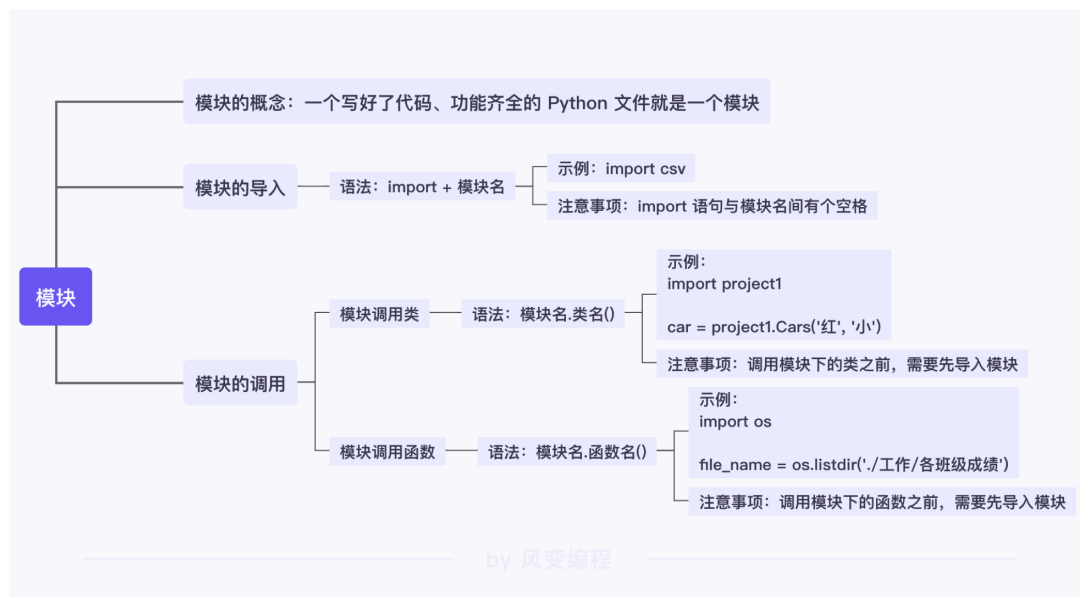 模块
模块的概念：一个写好了代码、功能齐全的 Python 文件就是一个模块
模块的导入
语法：import + 模块名
示例：import csv
注意事项：import 语句与模块名间有个空格
模块的调用
模块调用类
语法：模块名.类名()
示例：
import project1
car = project1.Cars('红', '小')
注意事项：调用模块下的类之前，需要先导入模块
模块调用函数
语法：模块名.函数名()
示例：
import os
file_name = os.listdir('./工作/各班级成绩')
注意事项：调用模块下的函数之前，需要先导入模块
by 风变编程